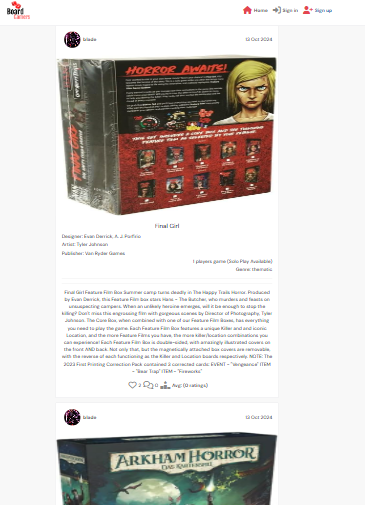 Board
Gamers
Home
Sign in
Sign up
blade
13 Oct 2024
HORROR AWAITS!
THIS SET INCLUDES A CORE BOX AND
FEATURE FILM
Final Girl
Designer: Evan Derrick, A. J. Porfirio
Artist: Tyler Johnson
Publisher: Van Ryder Games
1 players game (Solo Play Available)
Genre: thematic
Final Girl Feature Film Box Summer camp turns deadly in The Happy Trails Horror. Produced
by Evan Derrick, this Feature Film box stars Hans – The Butcher, who murders and feasts on
unsuspecting campers. When an unlikely heroine emerges, will it be enough to stop the
killing? Don't miss this engrossing film with gorgeous scenes by Director of Photography, Tyler
Johnson. The Core Box, when combined with one of our Feature Film Boxes, has everything
you need to play the game. Each Feature Film Box features a unique Killer and and iconic
Location, and the more Feature Films you have, the more Killer/location combinations you
can experience! Each Feature Film Box is double-sided, with amazingly illustrated covers on
the front AND back. Not only that, but the magnetically attached box covers are removable,
with the reverse of each functioning as the Killer and Location boards respectively. NOTE: The
2023 First Printing Correction Pack contained 3 corrected cards: EVENT - "Vengeance" ITEM
- "Bear Trap" ITEM - "Fireworks"
2
0
Avg: (0 ratings)
blade
13 Oct 2024
ARKHAM HORROR
DAS KARTENSPIEL